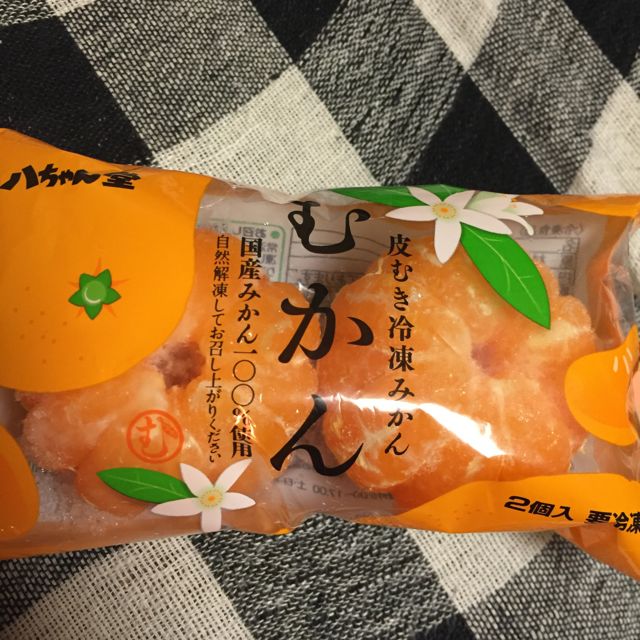 八ちゃん堂
皮むき冷凍みかん
むかん
国産みかん一〇〇%使用
自然解凍してお召し上がりください
む
2個入 要冷凍